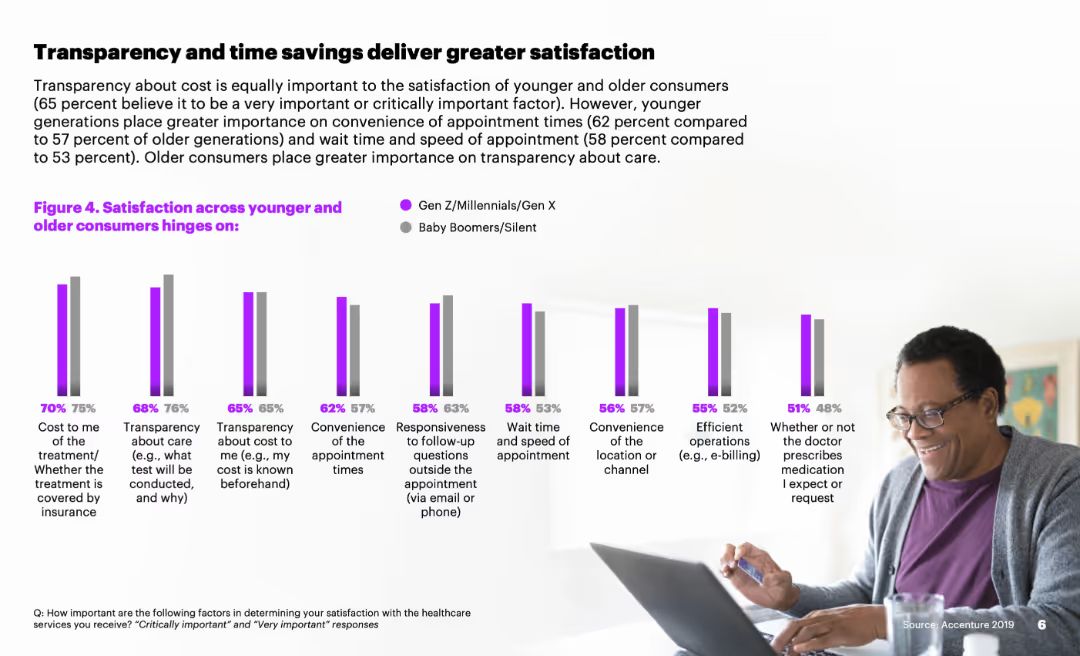 Transparency and time savings deliver greater satisfaction
Transparency about cost is equally important to the satisfaction of younger and older consumers
(65 percent believe it to be a very important or critically important factor). However, younger
generations place greater importance on convenience of appointment times (62 percent compared
to 57 percent of older generations) and wait time and speed of appointment (58 percent compared
to 53 percent). Older consumers place greater importance on transparency about care.
Figure 4. Satisfaction across younger and
older consumers hinges on:
Gen Z/Millennials/Gen X
Baby Boomers/Silent
70% 75%
Cost to me
of the
treatment/
Whether the
treatment is
covered by
insurance
68% 76%
Transparency
about care
(e.g., what
test will be
conducted,
and why)
65% 65%
Transparency
about cost to
me (e.g., my
cost is known
beforehand)
62% 57%
Convenience
of the
appointment
times
58% 63%
Responsiveness
to follow-up
questions
outside the
appointment
(via email or
phone)
58% 53%
Wait time
and speed of
appointment
56% 57%
Convenience
of the
location or
channel
55% 52%
Efficient
operations
(e.g., e-billing)
51% 48%
Whether or not
the doctor
prescribes
medication
I expect or
request
Q: How important are the following factors in determining your satisfaction with the healthcare
services you receive? "Critically important" and "Very important" responses
Source: Accenture 2019 6